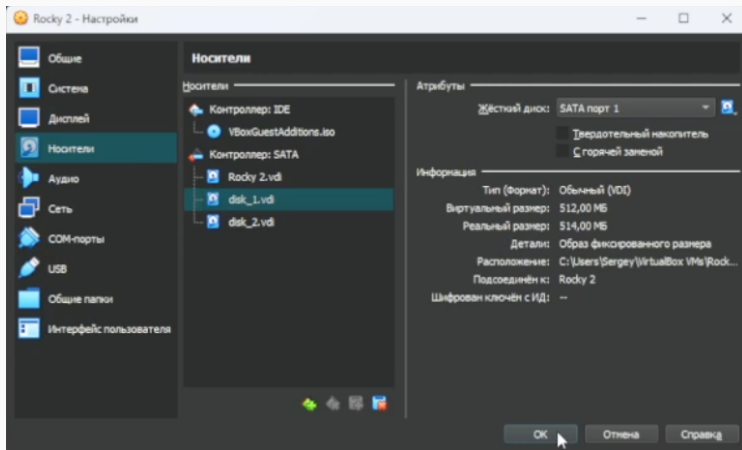 Rocky 2 - Настройки
Общие
Система
Дисплей
Носители
Аудио
Сеть
COM-порты
USB
Общие папки
Интерфейс пользователя
Носители
Носители
Контроллер: IDE
VBoxGuestAdditions.iso
Контроллер: SATA
Rocky 2.vdi
disk_1.vdi
disk_2.vdi
Атрибуты
Жёсткий диск: SATA порт 1
Твердотельный накопитель
С горячей заменой
Информация
Тип (Формат): Обычный (VDI)
Виртуальный размер: 512,00 МБ
Реальный размер: 514,00 МБ
Детали: Образ фиксированного размера
Расположение: C:\Users\Sergey\VirtualBox VMs\Rock...
Подсоединён к: Rocky 2
Шифрован ключён с ИД: --
OK Отмена Справка